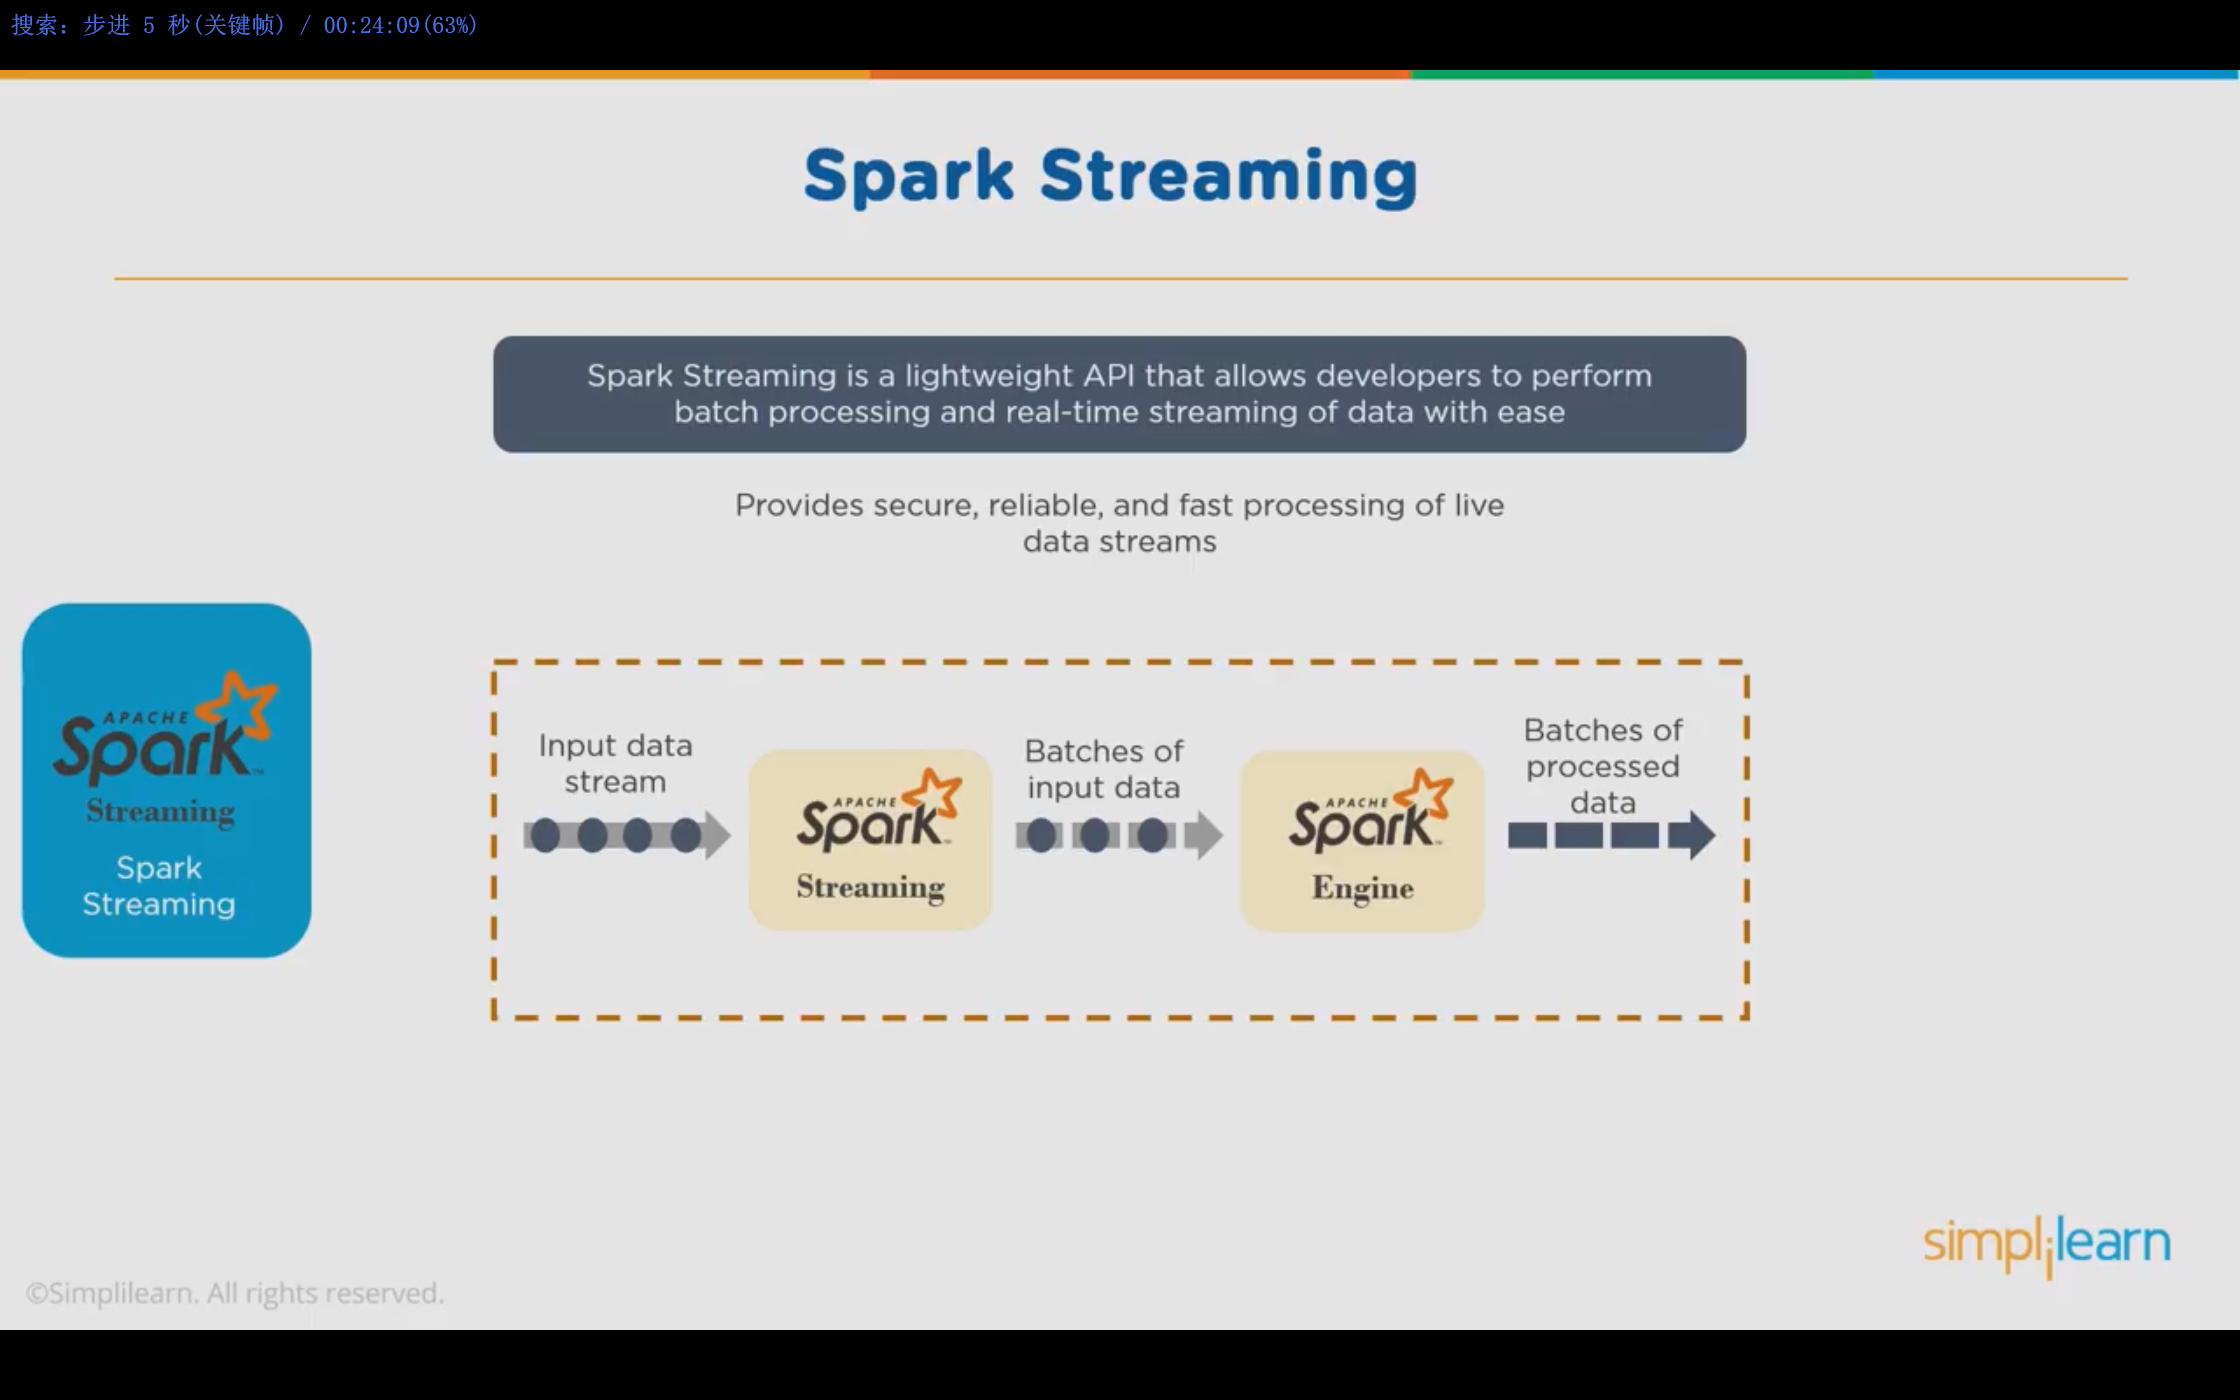 搜索: 步进 5 秒(关键帧) / 00:24:09(63%)
Spark Streaming
Spark Streaming is a lightweight API that allows developers to perform
batch processing and real-time streaming of data with ease
Provides secure, reliable, and fast processing of live
data streams
APACHE
Spark™
Streaming
Spark
Streaming
Input data
stream
APACHE
Spark™
Streaming
Batches of
input data
APACHE
Spark™
Engine
Batches of
processed
data
simplilearn
©Simplilearn. All rights reserved.